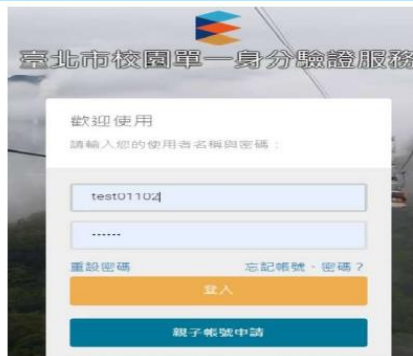 臺北市校園單一身分驗證服務
歡迎使用
請輸入您的使用者名稱與密碼：
test01102
······
重設密碼 忘記帳號、密碼？
登入
親子帳號申請